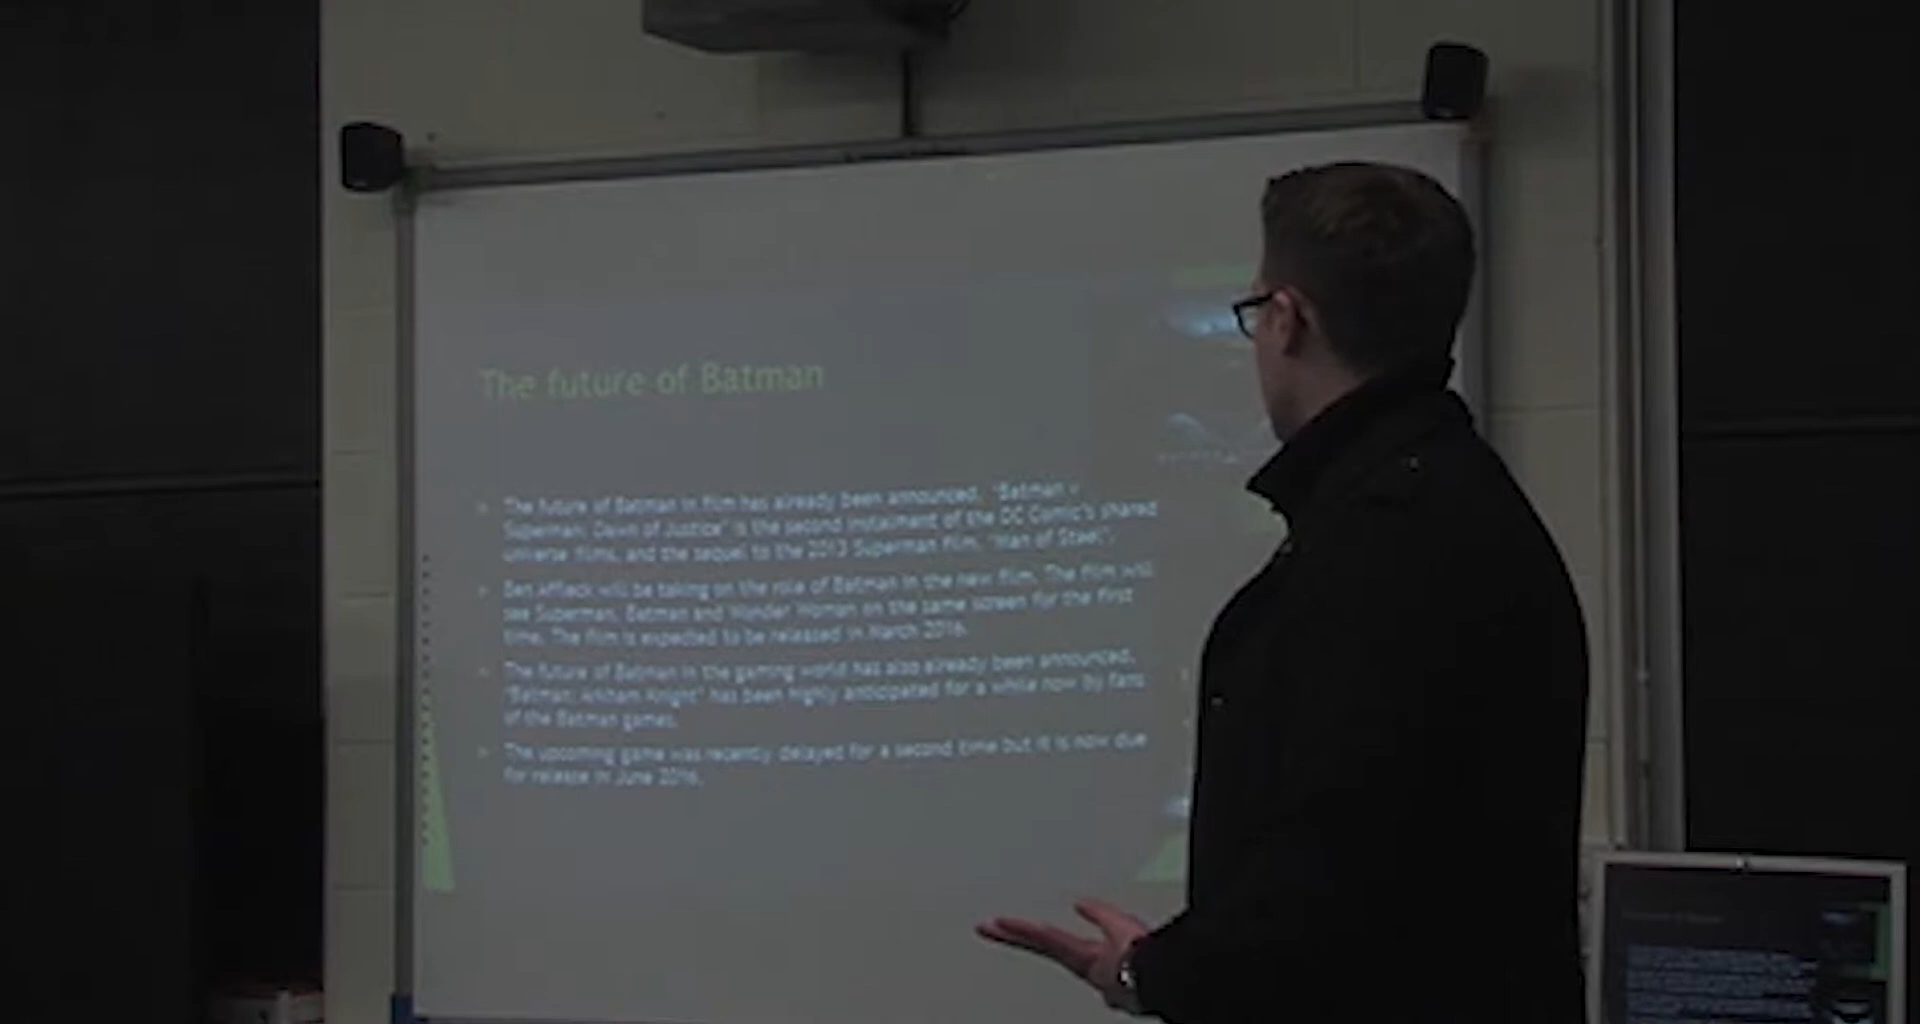 The future of Batman
The future of Batman in film has already been announced. "Batman v
Superman: Dawn of Justice" is the second instalment of the DC Comic's shared
universe films, and the sequel to the 2013 Superman film, "Man of Steel".
Ben Affleck will be taking on the role of Batman in the new film. The film will
see Superman, Batman and Wonder Woman on the same screen for the first
time. The film is expected to be released in March 2016.
The future of Batman in the gaming world has also already been announced.
"Batman: Arkham Knight" has been highly anticipated for a while now by fans
of the Batman games.
The upcoming game was recently delayed for a second time but it is now due
for release in June